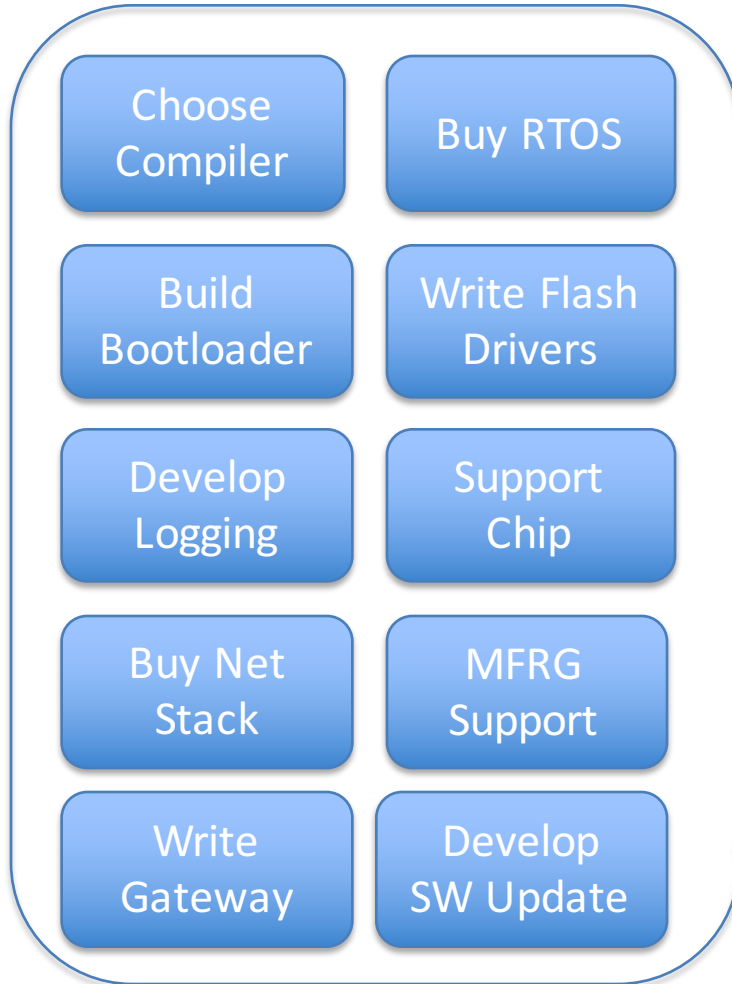 Choose
Compiler
Buy RTOS
Build
Bootloader
Write Flash
Drivers
Develop
Logging
Support
Chip
Buy Net
Stack
MFRG
Support
Write
Gateway
Develop
SW Update